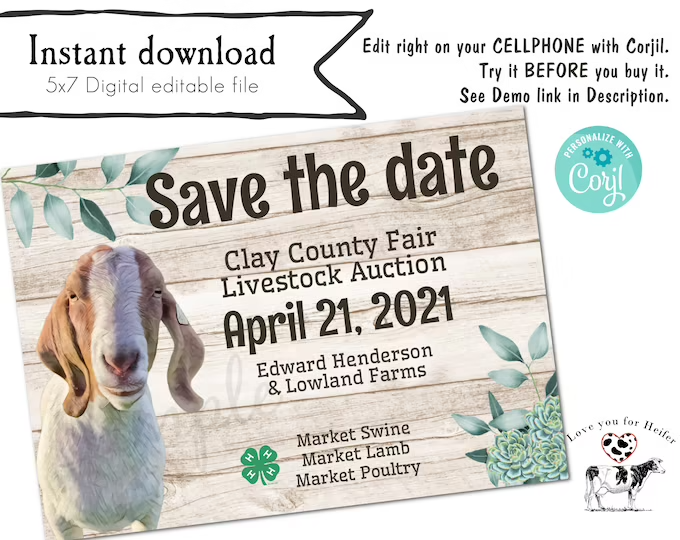 Instant download
5x7 Digital editable file
Edit right on your CELLPHONE with Corjl.
Try it BEFORE you buy it.
See Demo link in Description.
PERSONALIZE WITH
Corjl
Save the date
Clay County Fair
Livestock Auction
April 21, 2021
Edward Henderson
& Lowland Farms
H H H H
Market Swine
Market Lamb
Market Poultry
Love you for Heifer